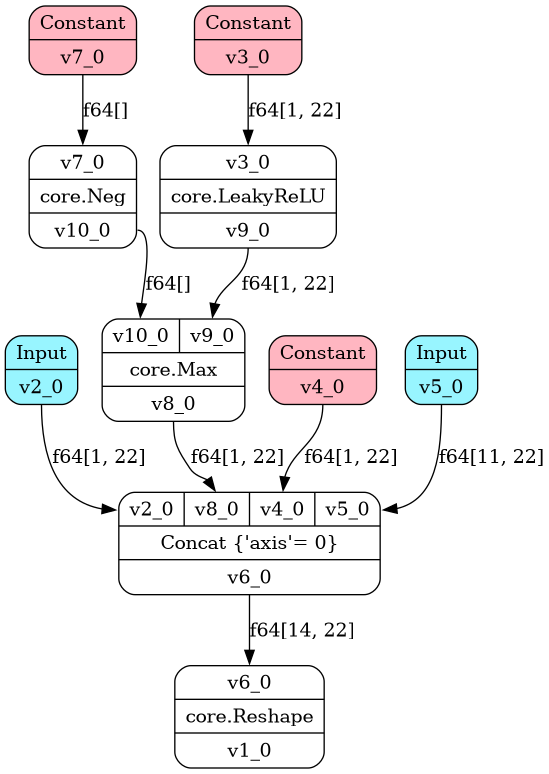 Constant
v7_0
Constant
v3_0
f64[]
f64[1, 22]
v7_0
core.Neg
v10_0
v3_0
core.LeakyReLU
v9_0
f64[]
f64[1, 22]
Input
v2_0
v10_0 v9_0
core.Max
v8_0
Constant
v4_0
Input
v5_0
f64[1, 22]
f64[1, 22]
f64[1, 22]
f64[11, 22]
v2_0 v8_0 v4_0 v5_0
Concat {'axis'= 0}
v6_0
f64[14, 22]
v6_0
core.Reshape
v1_0